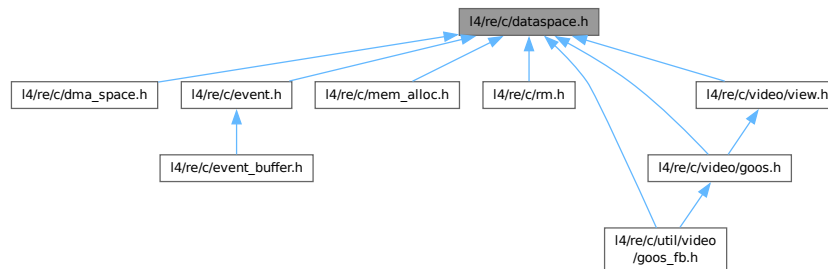 l4/re/c/dataspace.h
l4/re/c/dma_space.h
l4/re/c/event.h
l4/re/c/mem_alloc.h
l4/re/c/rm.h
l4/re/c/video/view.h
l4/re/c/event_buffer.h
l4/re/c/video/goos.h
l4/re/c/util/video
/goos_fb.h